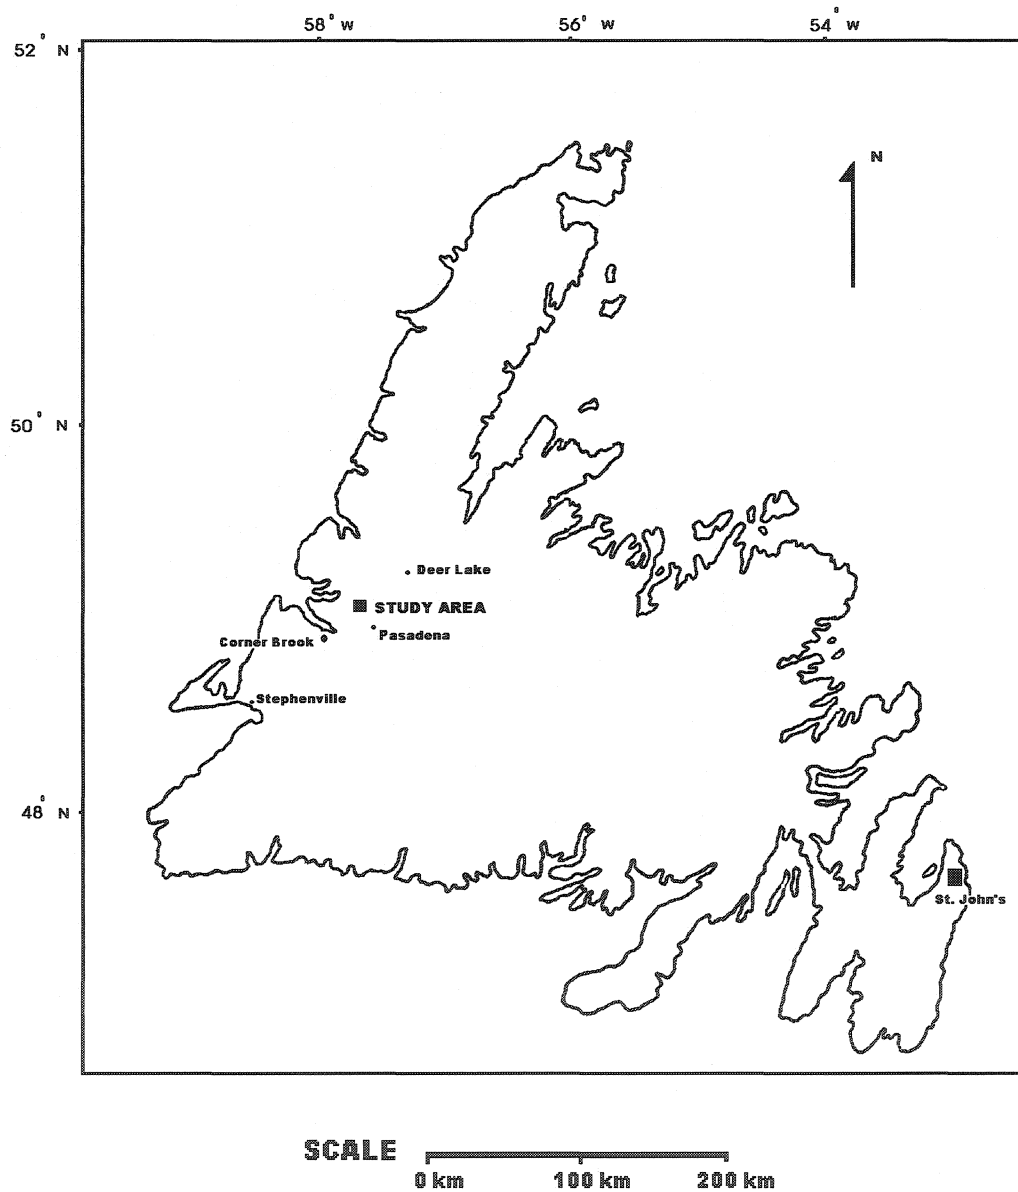 58° W 56° W 54° W
52° N
N
50° N
Deer Lake
STUDY AREA
Pasadena
Corner Brook
Stephenville
48° N
St. John's
SCALE
0 km 100 km 200 km